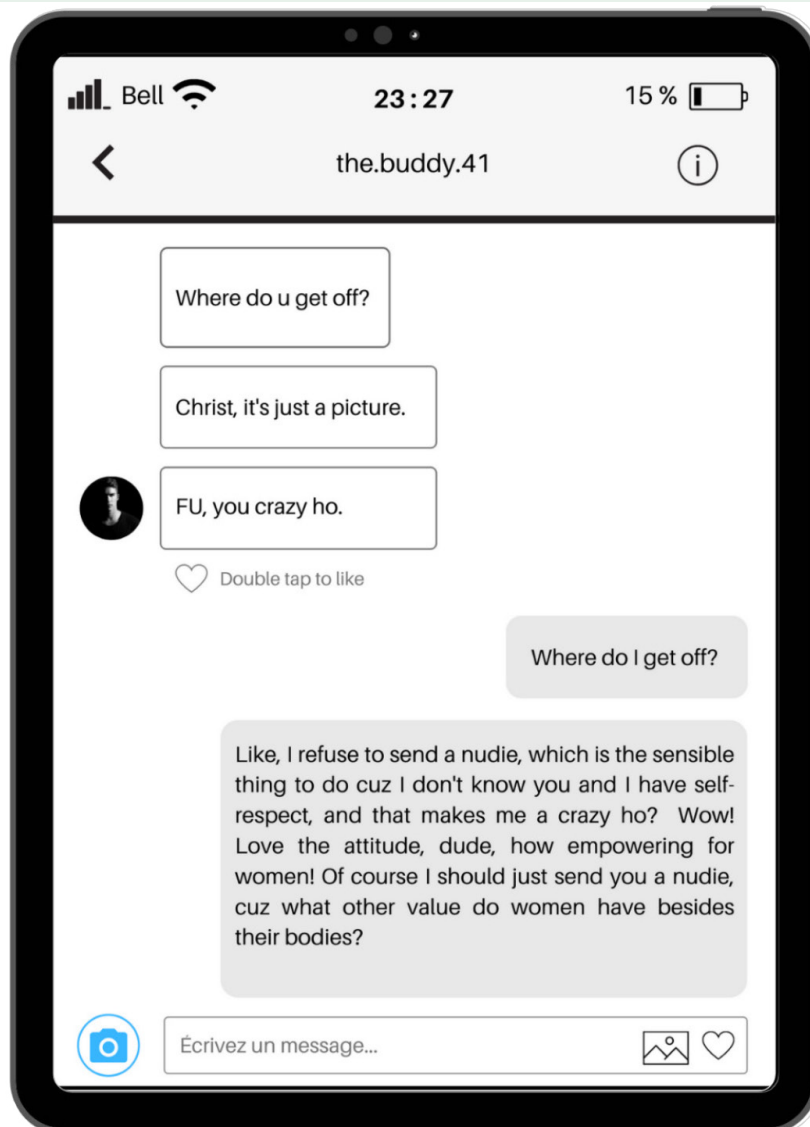 Bell
23:27
15 %
the.buddy.41
i
Where do u get off?
Christ, it's just a picture.
FU, you crazy ho.
Double tap to like
Where do I get off?
Like, I refuse to send a nudie, which is the sensible
thing to do cuz I don't know you and I have self-
respect, and that makes me a crazy ho? Wow!
Love the attitude, dude, how empowering for
women! Of course I should just send you a nudie,
cuz what other value do women have besides
their bodies?
Écrivez un message...